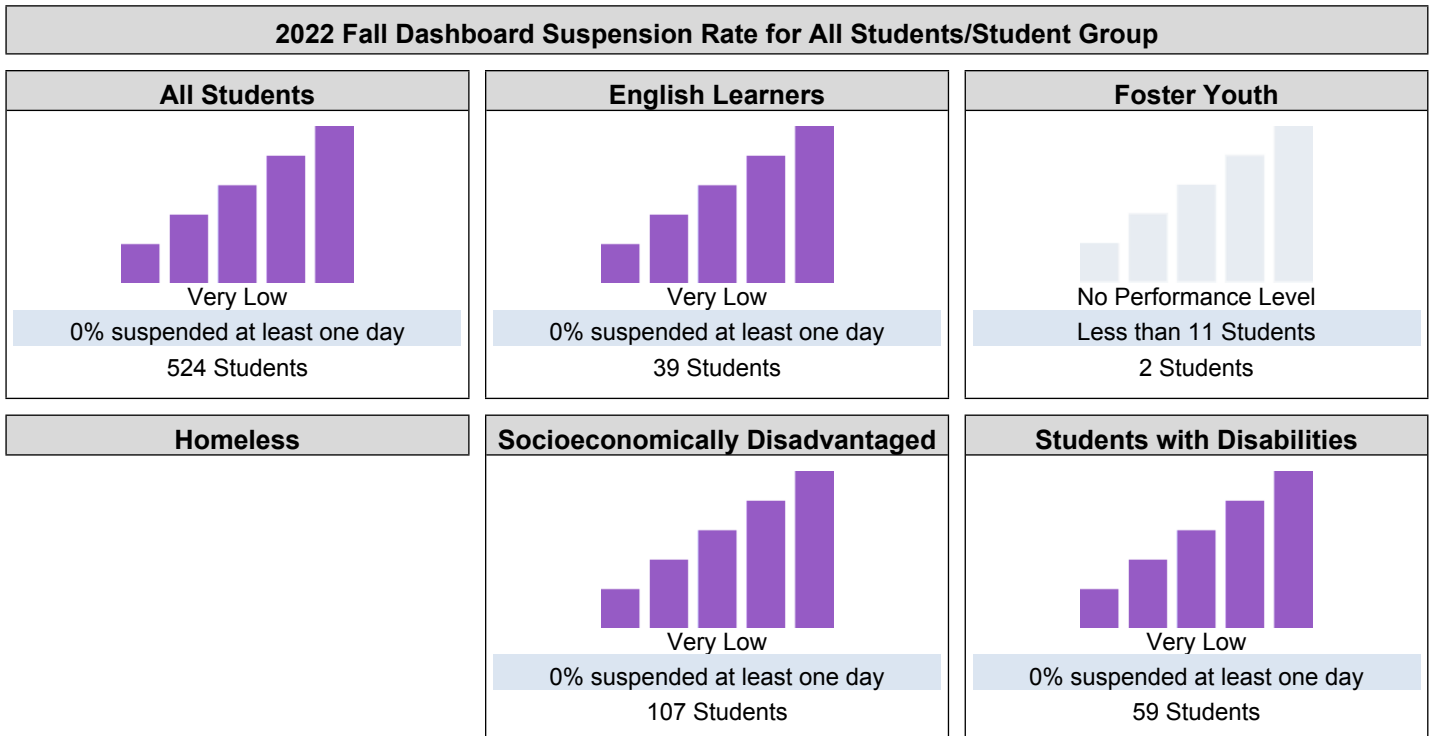 2022 Fall Dashboard Suspension Rate for All Students/Student Group
All Students
Very Low
0% suspended at least one day
524 Students
English Learners
Very Low
0% suspended at least one day
39 Students
Foster Youth
No Performance Level
Less than 11 Students
2 Students
Homeless
Socioeconomically Disadvantaged
Very Low
0% suspended at least one day
107 Students
Students with Disabilities
Very Low
0% suspended at least one day
59 Students